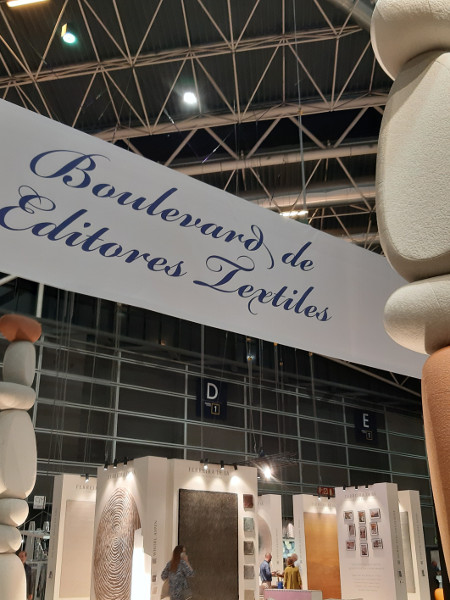 Boulevard de
Editores Textiles
D
E